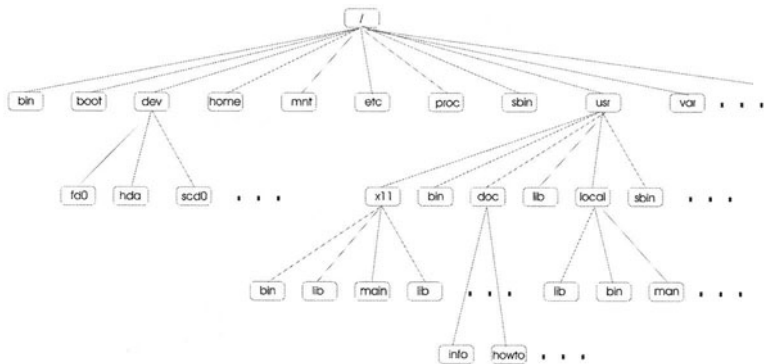 /
bin boot dev home mnt etc proc sbin usr var . . .
fd0 hda scd0 . . . x11 bin doc lib local sbin . . .
bin lib main lib . . . lib bin man . . .
info howto . . .